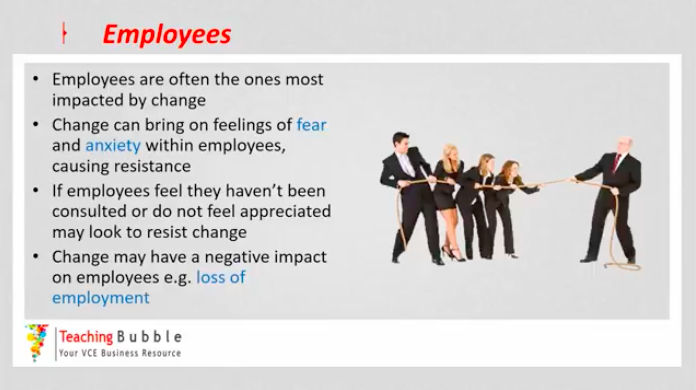 Employees
• Employees are often the ones most
impacted by change
• Change can bring on feelings of fear
and anxiety within employees,
causing resistance
• If employees feel they haven't been
consulted or do not feel appreciated
may look to resist change
• Change may have a negative impact
on employees e.g. loss of
employment
Teaching Bubble
Your VCE Business Resource